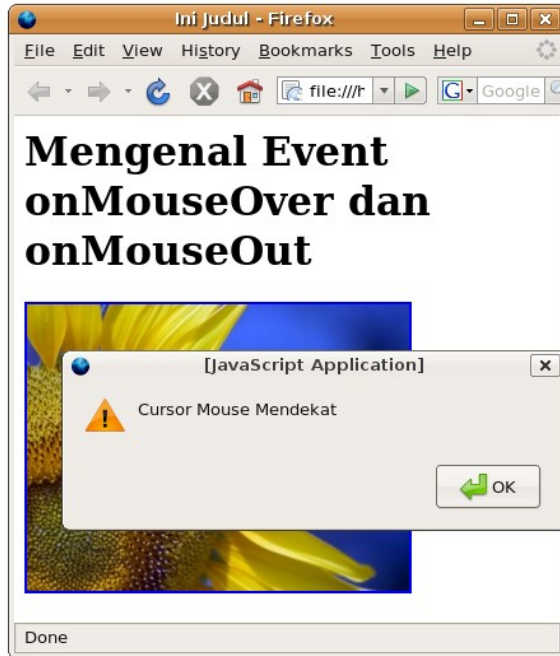 Ini Judul - Firefox
File Edit View History Bookmarks Tools Help
file:///h G Google
Mengenal Event
onMouseOver dan
onMouseOut
[JavaScript Application]
Cursor Mouse Mendekat
OK
Done